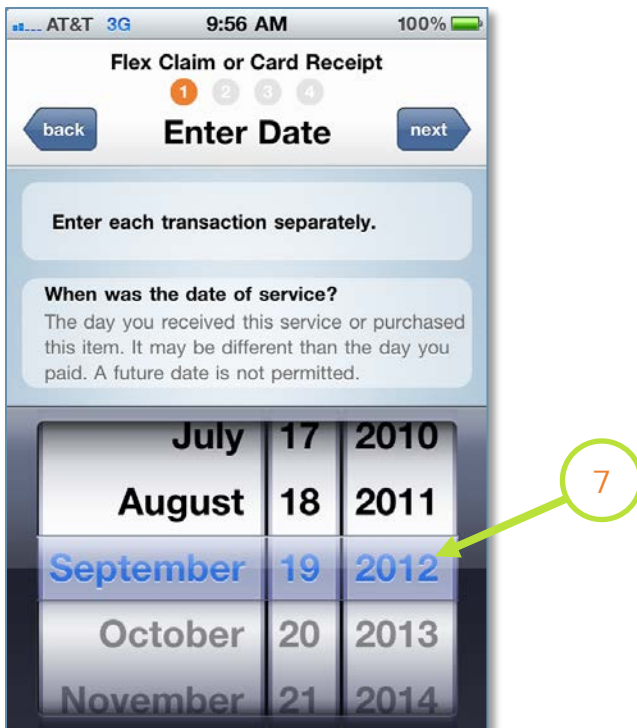 AT&T 3G 9:56 AM 100%
Flex Claim or Card Receipt
1 2 3 4
back Enter Date next
Enter each transaction separately.
When was the date of service?
The day you received this service or purchased
this item. It may be different than the day you
paid. A future date is not permitted.
July 17 2010
August 18 2011
7
September 19 2012
October 20 2013
November 21 2014